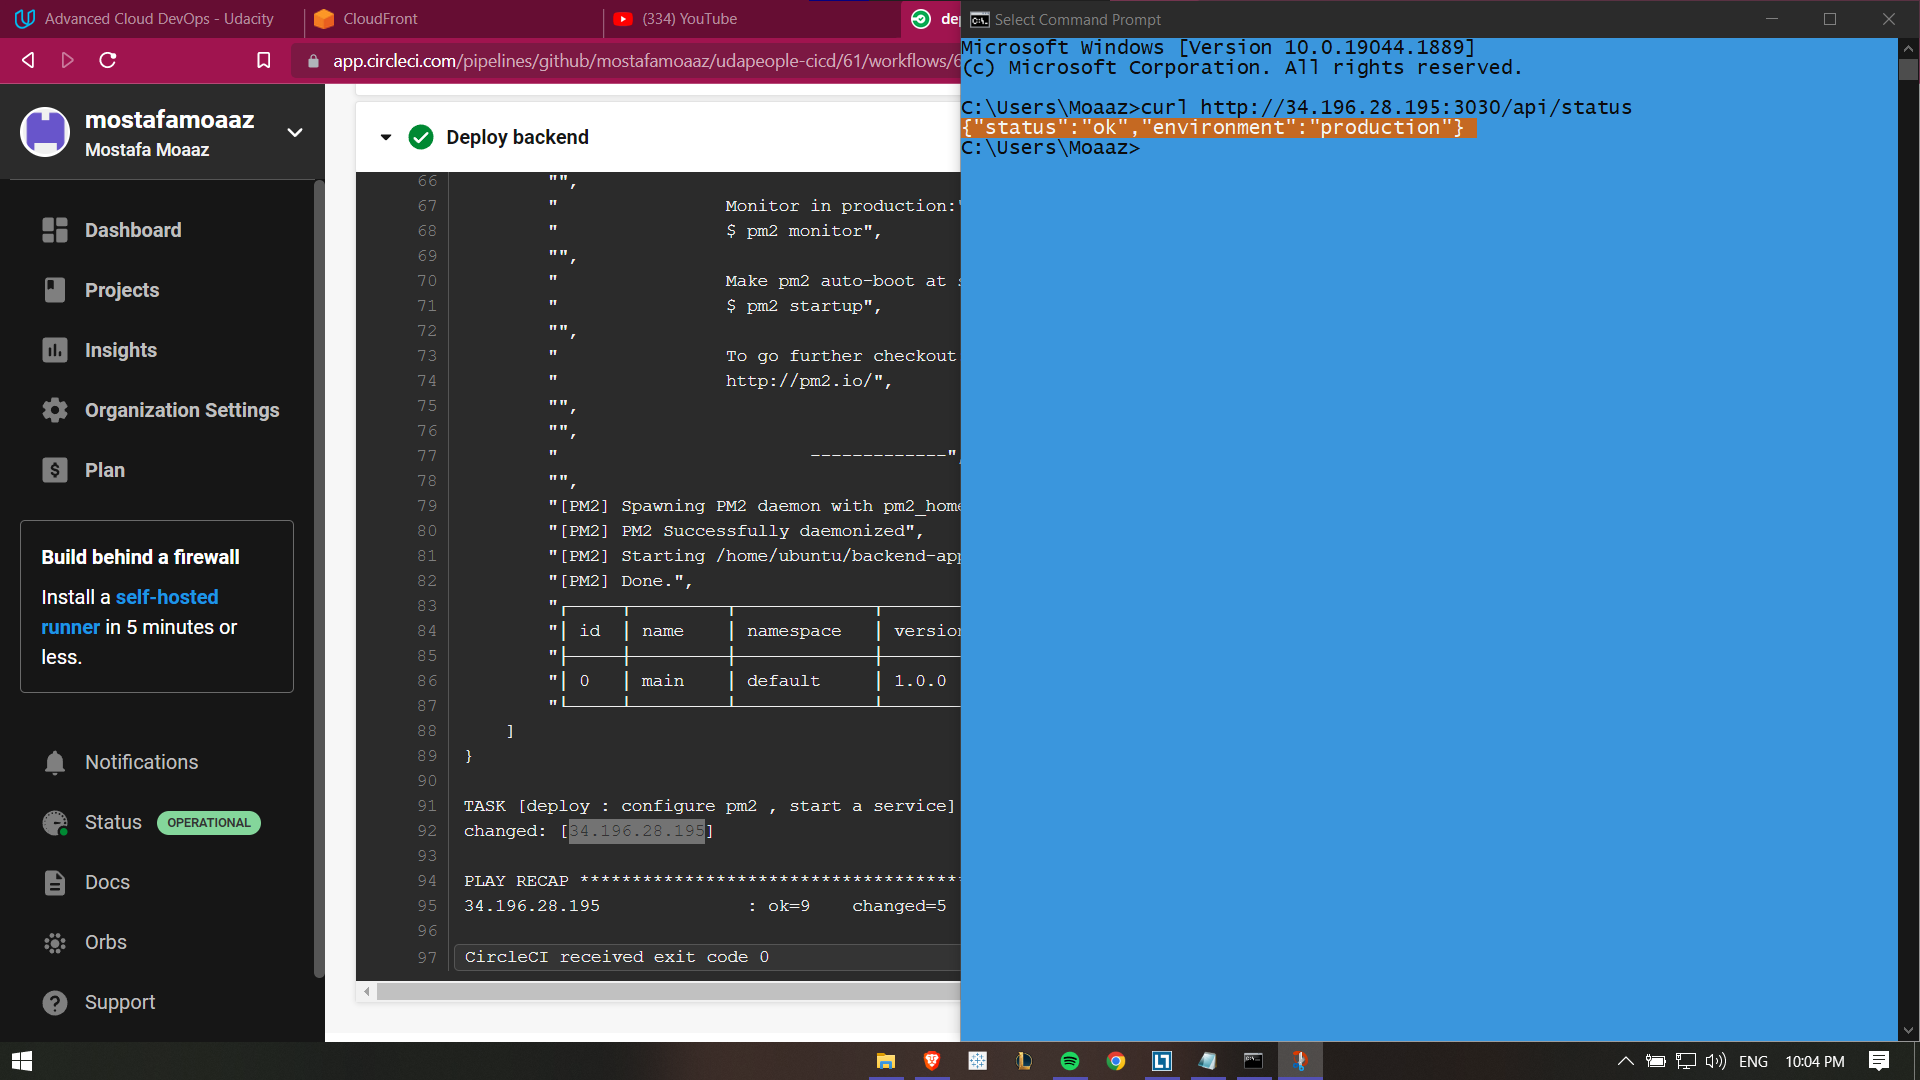 Advanced Cloud DevOps - Udacity
CloudFront
(334) YouTube
Select Command Prompt
app.circleci.com/pipelines/github/mostafamoaaz/udapeople-cicd/61/workflows/
mostafamoaaz
Mostafa Moaaz
Dashboard
Projects
Insights
Organization Settings
Plan
Build behind a firewall
Install a self-hosted
runner in 5 minutes or
less.
Notifications
Status OPERATIONAL
Docs
Orbs
Support
Deploy backend
66 "",
67 " Monitor in production:
68 " $ pm2 monitor",
69 "",
70 " Make pm2 auto-boot at
71 " $ pm2 startup",
72 "",
73 " To go further checkout
74 " http://pm2.io/",
75 "",
76 "",
77 " -------------"
78 "",
79 "[PM2] Spawning PM2 daemon with pm2_home
80 "[PM2] PM2 Successfully daemonized",
81 "[PM2] Starting /home/ubuntu/backend-app
82 "[PM2] Done.",
83 "┌─────┬──────────┬──────────────┬────────
84 "│ id │ name │ namespace │ version
85 "├─────┼──────────┼──────────────┼────────
86 "│ 0 │ main │ default │ 1.0.0
87 "└─────┴──────────┴──────────────┴────────
88 ]
89 }
90
91 TASK [deploy : configure pm2 , start a service]
92 changed: [34.196.28.195]
93
94 PLAY RECAP *************************************
95 34.196.28.195 : ok=9 changed=5
96
97 CircleCI received exit code 0
Microsoft Windows [Version 10.0.19044.1889]
(c) Microsoft Corporation. All rights reserved.
C:\Users\Moaaz>curl http://34.196.28.195:3030/api/status
{"status":"ok","environment":"production"}
C:\Users\Moaaz>
ENG
10:04 PM